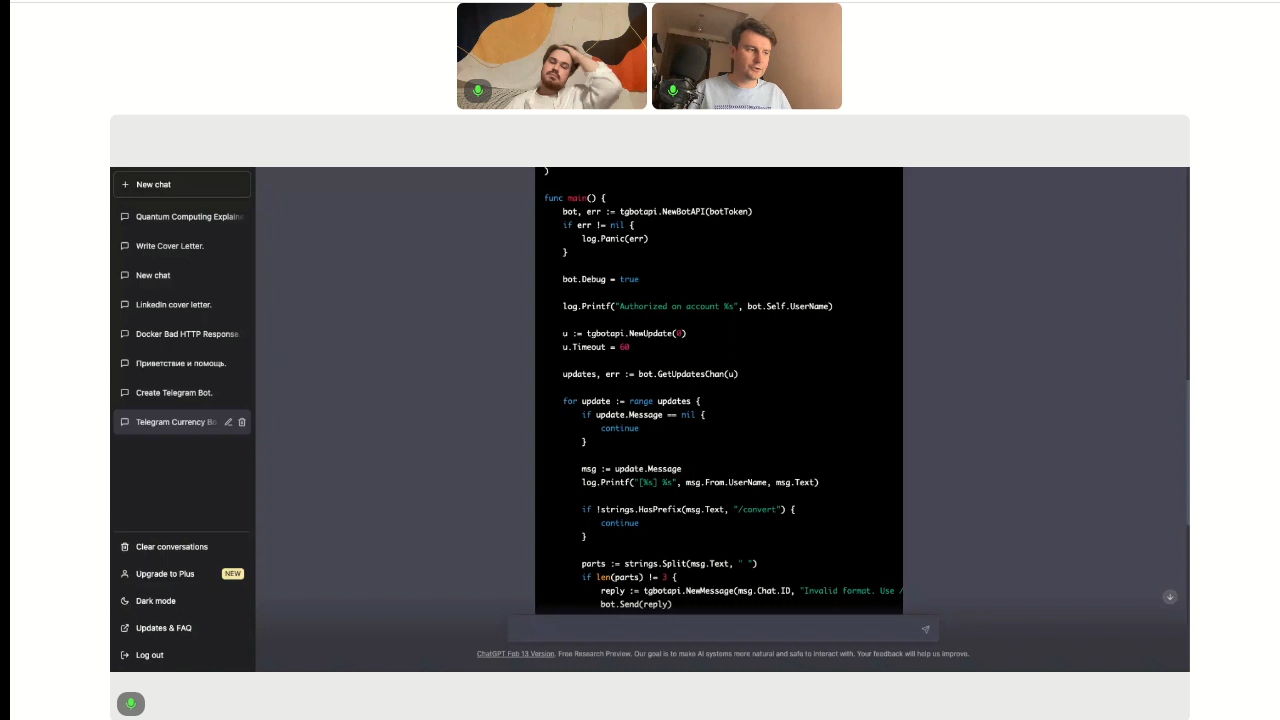 New chat
Quantum Computing Explain
Write Cover Letter.
New chat
LinkedIn cover letter.
Docker Bad HTTP Response
Приветствие и помощь.
Create Telegram Bot.
Telegram Currency Bo
Clear conversations
Upgrade to Plus NEW
Dark mode
Updates & FAQ
Log out
)
func main() {
bot, err := tgbotapi.NewBotAPI(botToken)
if err != nil {
log.Panic(err)
}
bot.Debug = true
log.Printf("Authorized on account %s", bot.Self.UserName)
u := tgbotapi.NewUpdate(0)
u.Timeout = 60
updates, err := bot.GetUpdatesChan(u)
for update := range updates {
if update.Message == nil {
continue
}
msg := update.Message
log.Printf("[%s] %s", msg.From.UserName, msg.Text)
if !strings.HasPrefix(msg.Text, "/convert") {
continue
}
parts := strings.Split(msg.Text, " ")
if len(parts) != 3 {
reply := tgbotapi.NewMessage(msg.Chat.ID, "Invalid format. Use /
bot.Send(reply)
ChatGPT Feb 13 Version. Free Research Preview. Our goal is to make AI systems more natural and safe to interact with. Your feedback will help us improve.